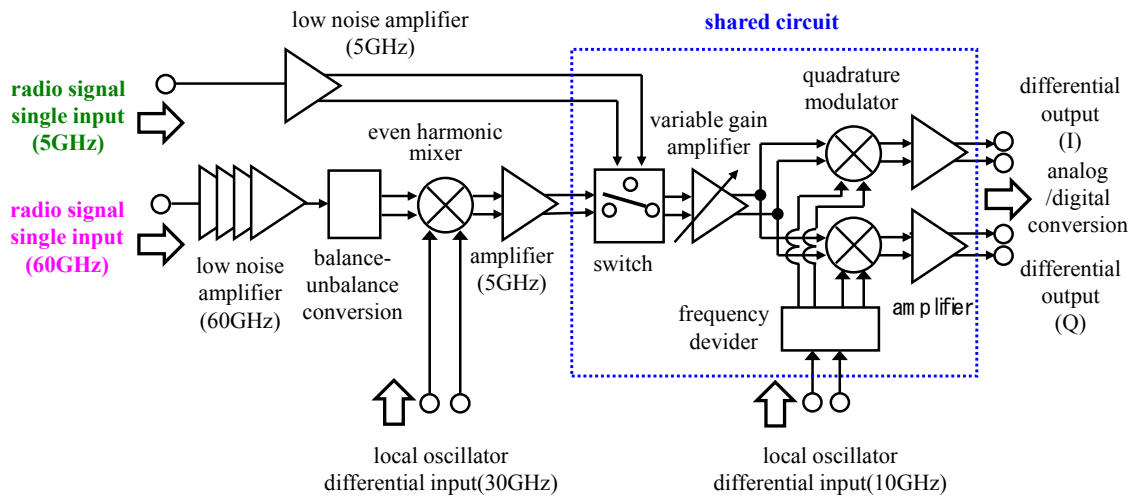 low noise amplifier
(5GHz)
shared circuit
radio signal
single input
(5GHz)
even harmonic
mixer
variable gain
amplifier
quadrature
modulator
differential
output
(I)
analog
/digital
conversion
radio signal
single input
(60GHz)
low noise
amplifier
(60GHz)
balance-
unbalance
conversion
amplifier
(5GHz)
switch
frequency
devider
amplifier
differential
output
(Q)
local oscillator
differential input(30GHz)
local oscillator
differential input(10GHz)